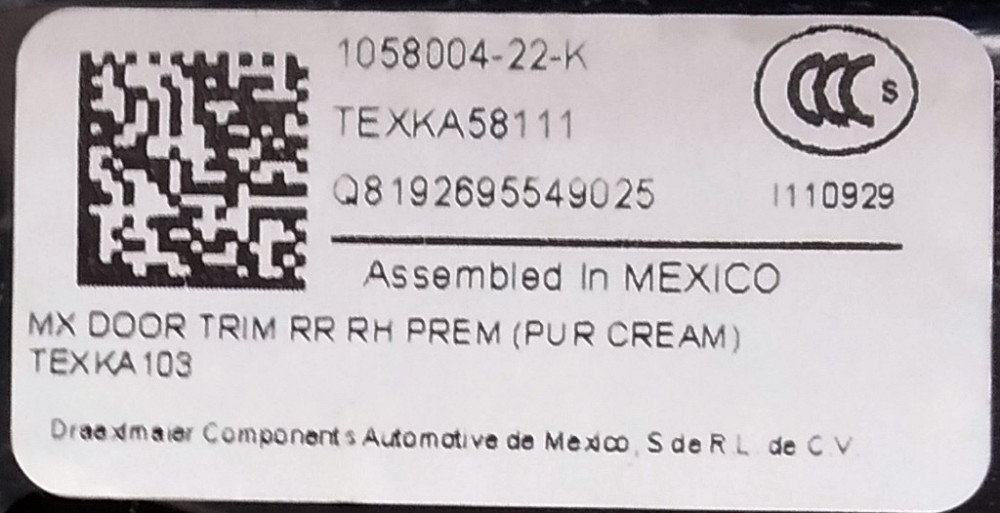 1058004-22-K
TEXKA58111
CCC S
Q8192695549025
I110929
Assembled In MEXICO
MX DOOR TRIM RR RH PREM (PUR CREAM)
TEXKA103
Draexlmaier Components Automotive de Mexico, S de R.L. de C.V.